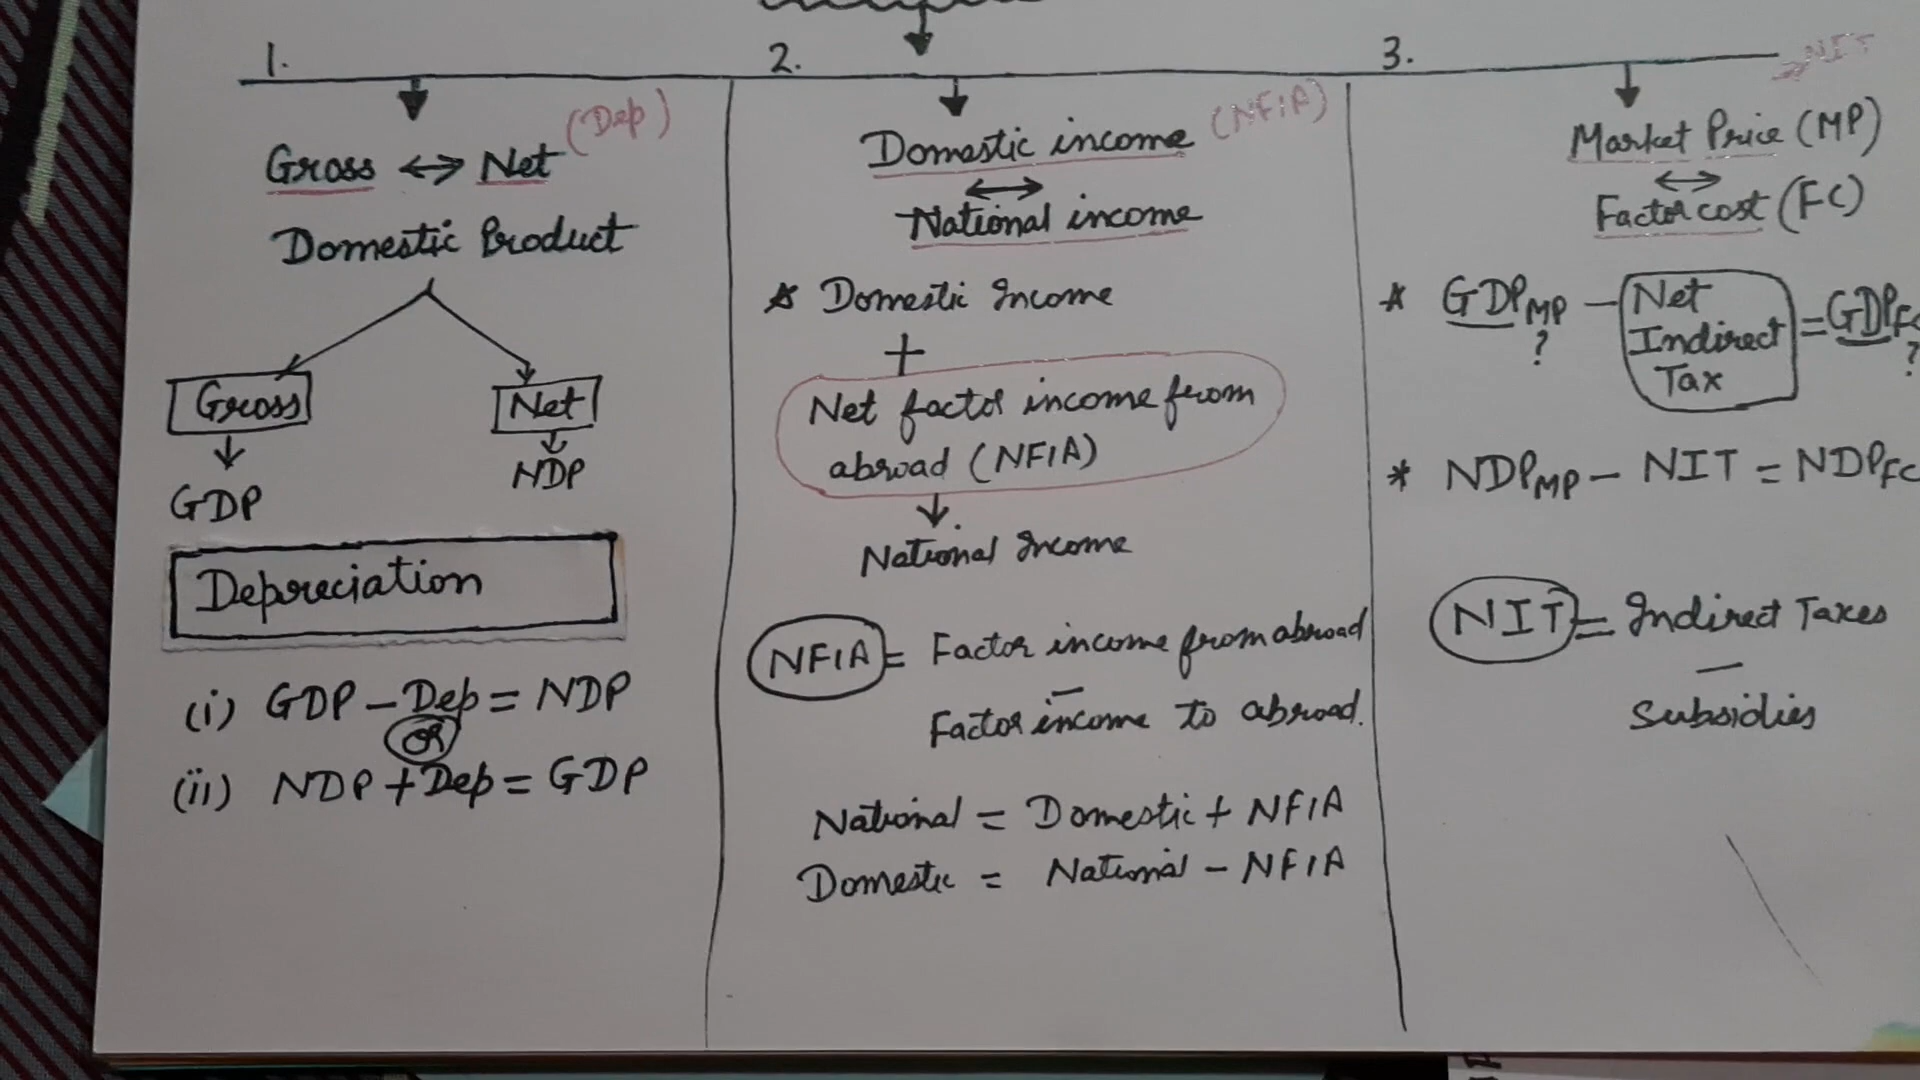 1.
(Dep)
Gross ↔ Net
Domestic Product
Gross
Net
GDP
NDP
Depreciation
(i) GDP – Dep = NDP
OR
(ii) NDP + Dep = GDP
2.
(NFIA)
Domestic income
↔
National income
Domestic Income
+
Net factor income from
abroad (NFIA)
National Income
NFIA = Factor income from abroad
–
Factor income to abroad.
National = Domestic + NFIA
Domestic = National – NFIA
3.
NIT
Market Price (MP)
↔
Factor cost (FC)
* GDPMP – Net Indirect Tax = GDPFC
? ?
* NDPMP – NIT = NDPFC
NIT = Indirect Taxes
–
Subsidies